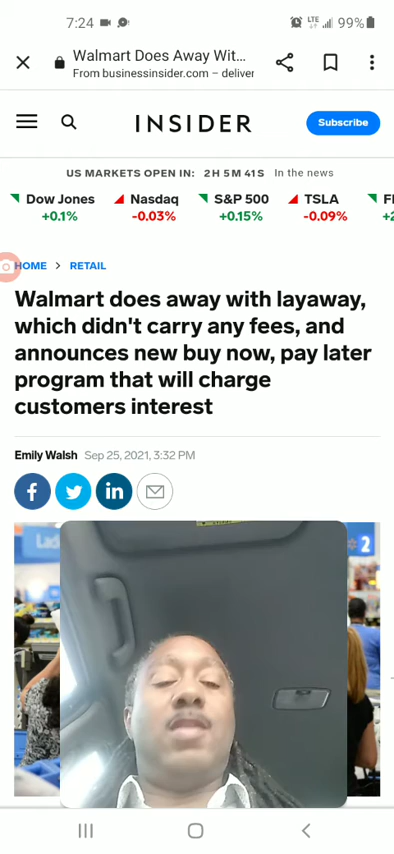 7:24 LTE 99%
Walmart Does Away Wit...
From businessinsider.com – deliver
INSIDER
Subscribe
US MARKETS OPEN IN: 2H 5M 41S In the news
Dow Jones Nasdaq S&P 500 TSLA
+0.1% -0.03% +0.15% -0.09%
HOME > RETAIL
Walmart does away with layaway,
which didn't carry any fees, and
announces new buy now, pay later
program that will charge
customers interest
Emily Walsh Sep 25, 2021, 3:32 PM
f in
2